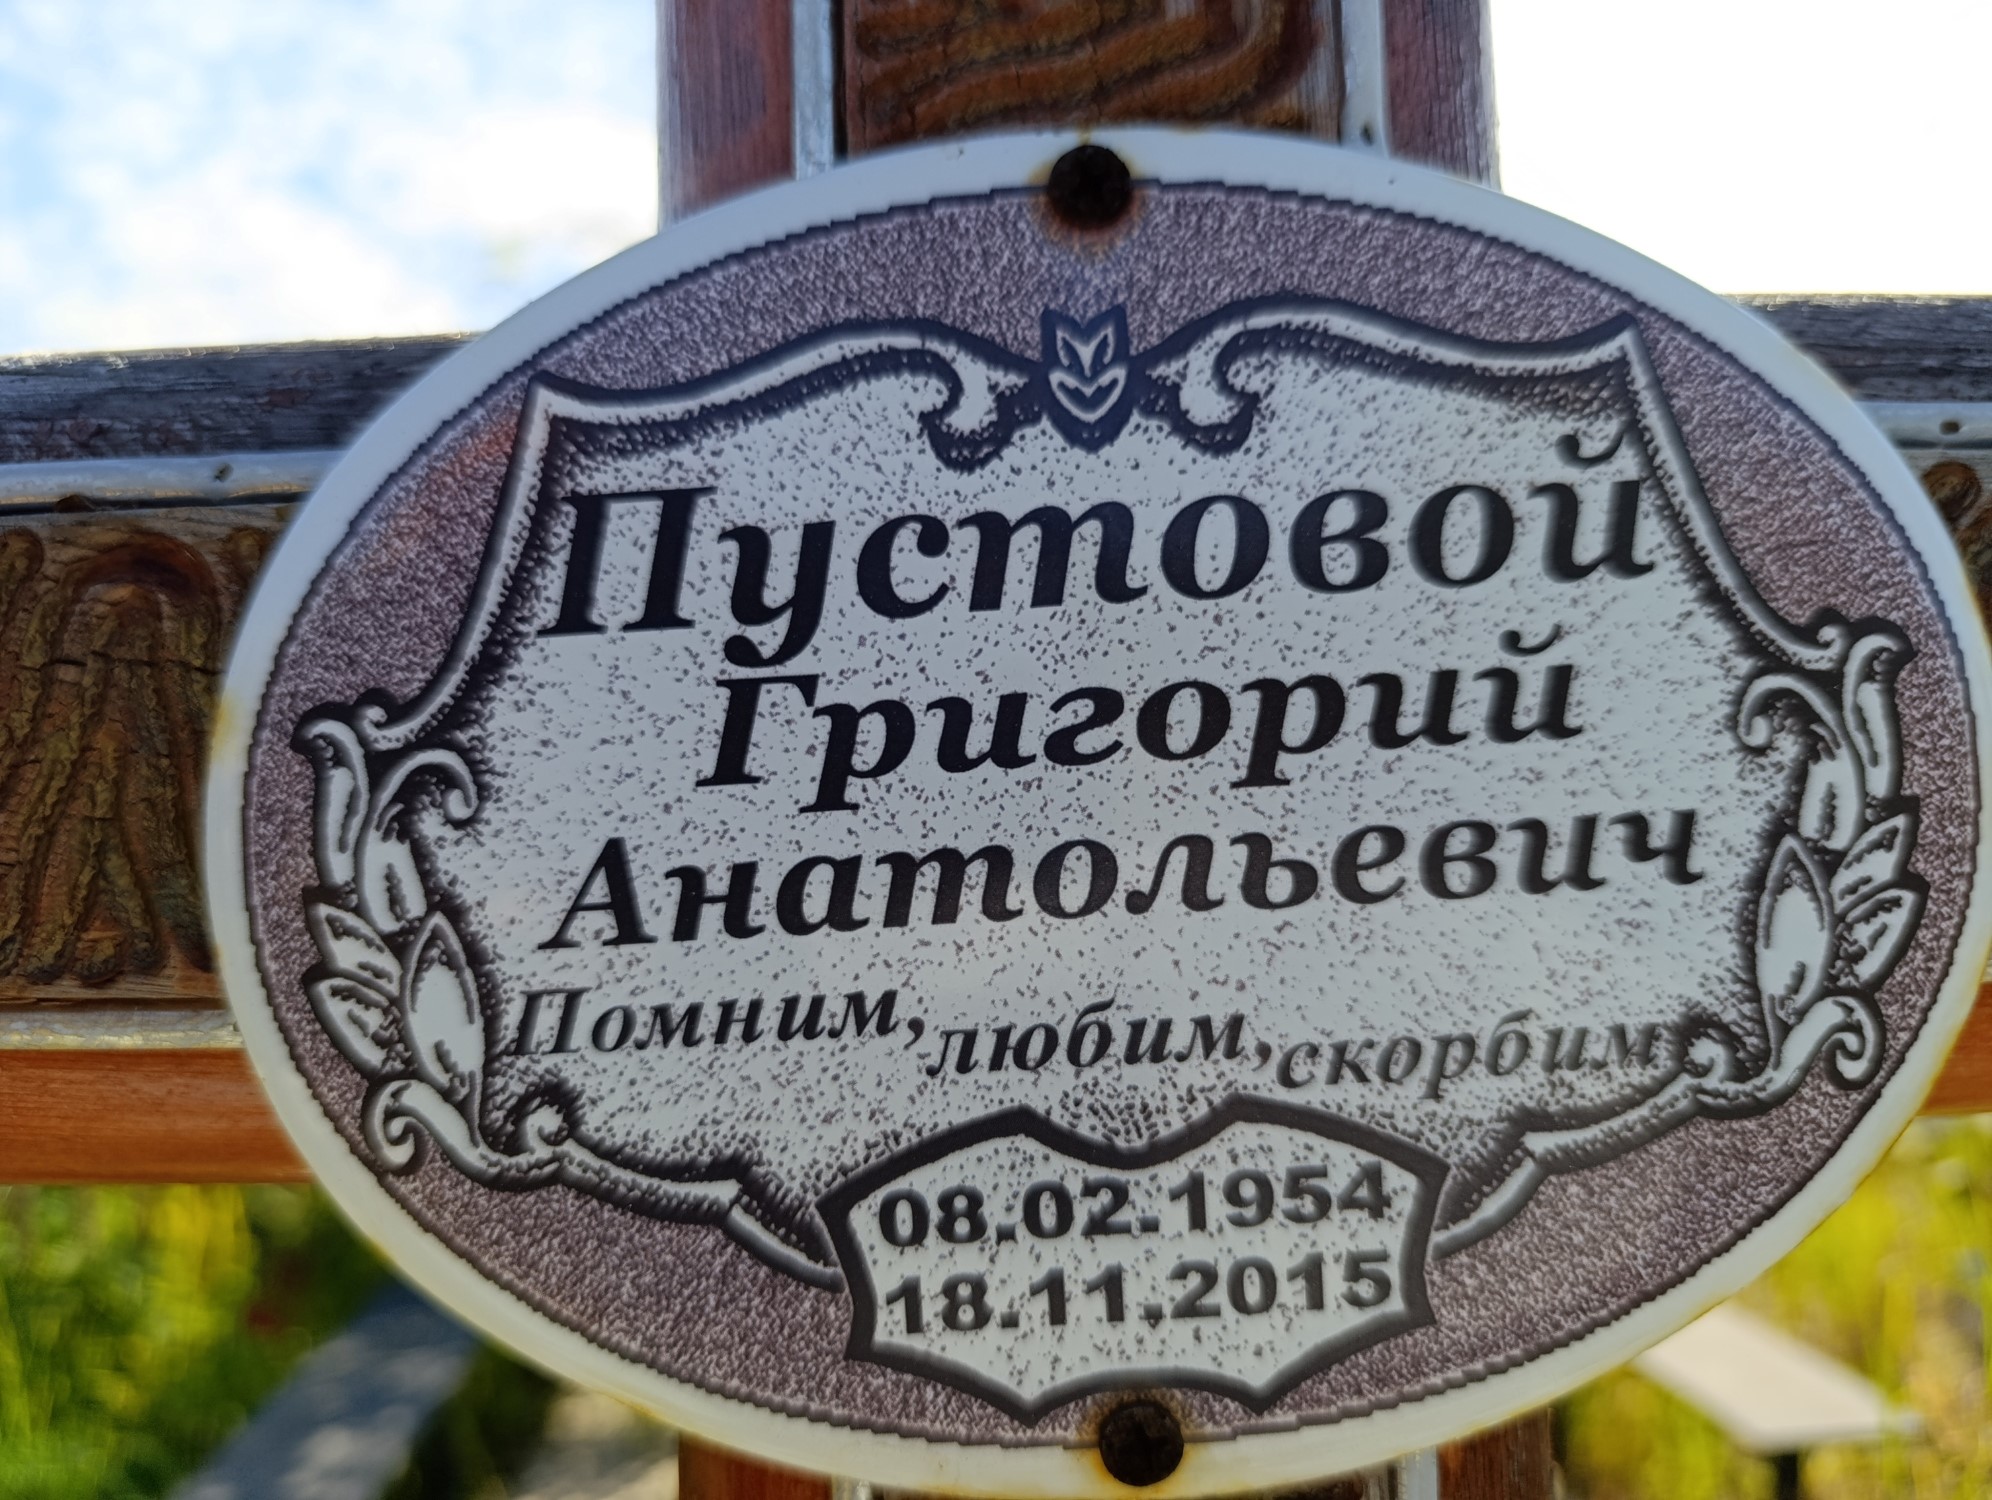 Пустовой
Григорий
Анатольевич
Помним, любим, скорбим
08.02.1954
18.11.2015